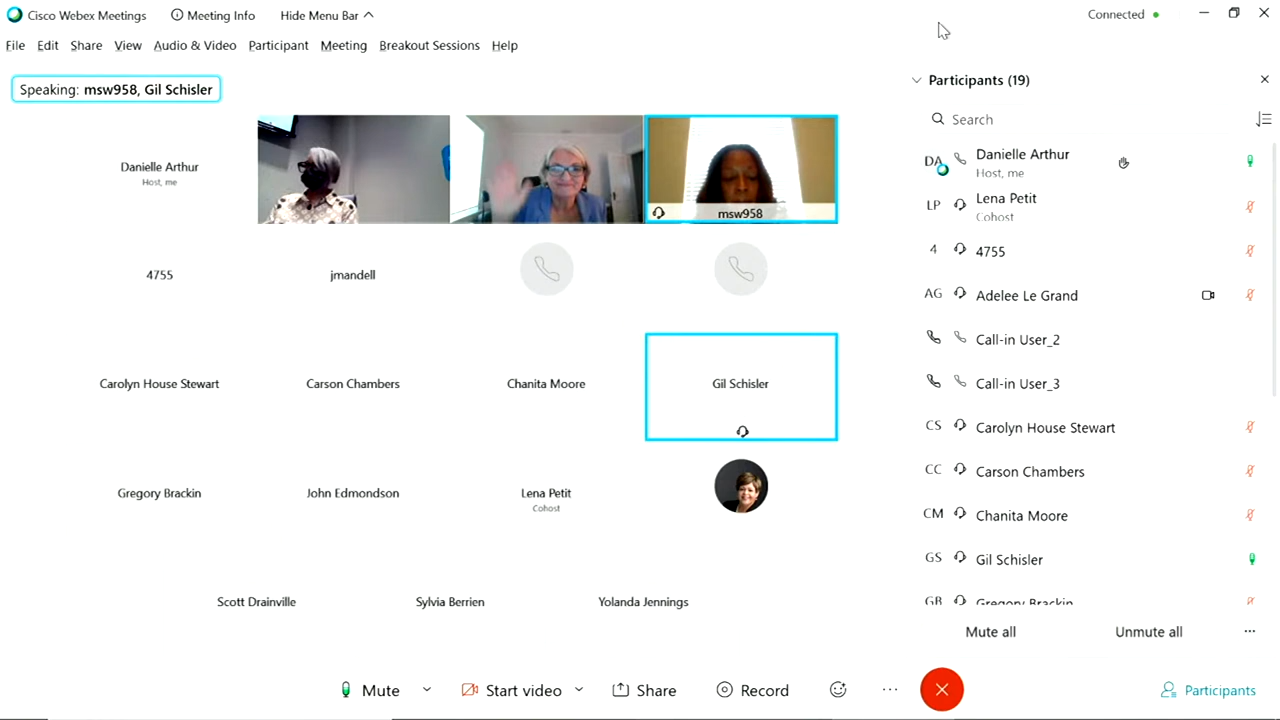 Cisco Webex Meetings
Meeting Info
Hide Menu Bar
Connected
File Edit Share View Audio & Video Participant Meeting Breakout Sessions Help
Speaking: msw958, Gil Schisler
Danielle Arthur
Host, me
msw958
4755
jmandell
Carolyn House Stewart
Carson Chambers
Chanita Moore
Gil Schisler
Gregory Brackin
John Edmondson
Lena Petit
Cohost
Scott Drainville
Sylvia Berrien
Yolanda Jennings
Participants (19)
Search
DA Danielle Arthur
Host, me
LP Lena Petit
Cohost
4 4755
AG Adelee Le Grand
Call-in User_2
Call-in User_3
CS Carolyn House Stewart
CC Carson Chambers
CM Chanita Moore
GS Gil Schisler
GB Gregory Brackin
Mute all
Unmute all
Mute
Start video
Share
Record
Participants